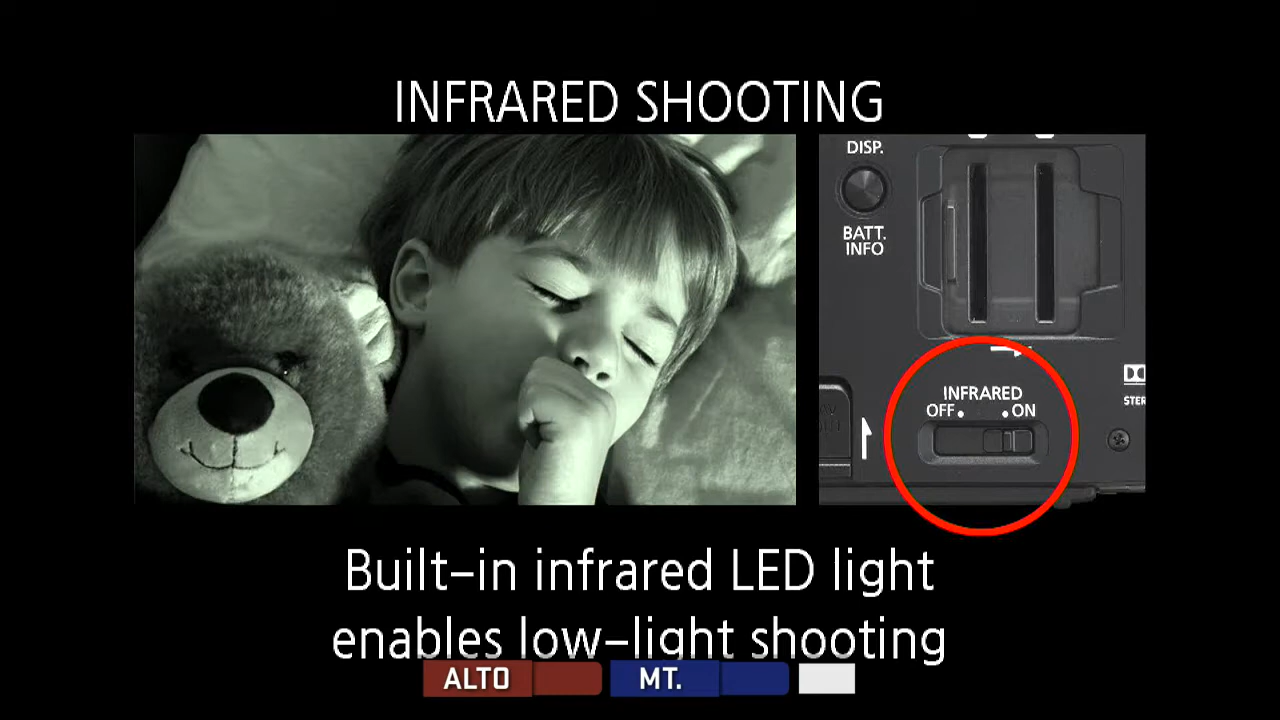 INFRARED SHOOTING
DISP.
BATT.
INFO
INFRARED
OFF • • ON
STER
Built-in infrared LED light
enables low-light shooting
ALTO MT.